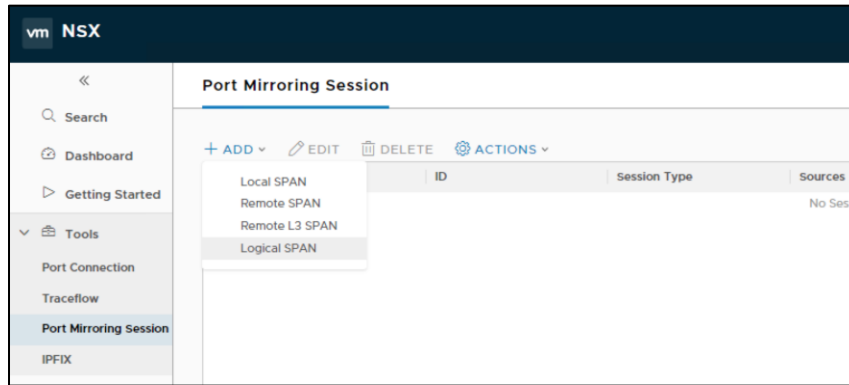 vm NSX
«
Port Mirroring Session
Search
+ ADD EDIT DELETE ACTIONS
Dashboard
Local SPAN
ID
Session Type
Sources
Remote SPAN
No Ses
Getting Started
Remote L3 SPAN
Tools
Logical SPAN
Port Connection
Traceflow
Port Mirroring Session
IPFIX